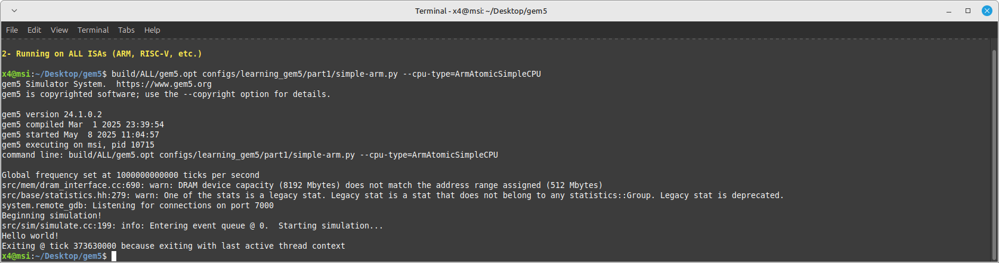 Terminal - x4@msi: ~/Desktop/gem5
File Edit View Terminal Tabs Help
2- Running on ALL ISAs (ARM, RISC-V, etc.)
x4@msi:~/Desktop/gem5$ build/ALL/gem5.opt configs/learning_gem5/part1/simple-arm.py --cpu-type=ArmAtomicSimpleCPU
gem5 Simulator System.  https://www.gem5.org
gem5 is copyrighted software; use the --copyright option for details.
gem5 version 24.1.0.2
gem5 compiled Mar  1 2025 23:39:54
gem5 started May  8 2025 11:04:57
gem5 executing on msi, pid 10715
command line: build/ALL/gem5.opt configs/learning_gem5/part1/simple-arm.py --cpu-type=ArmAtomicSimpleCPU
Global frequency set at 1000000000000 ticks per second
src/mem/dram_interface.cc:690: warn: DRAM device capacity (8192 Mbytes) does not match the address range assigned (512 Mbytes)
src/base/statistics.hh:279: warn: One of the stats is a legacy stat. Legacy stat is a stat that does not belong to any statistics::Group. Legacy stat is deprecated.
system.remote_gdb: Listening for connections on port 7000
Beginning simulation!
src/sim/simulate.cc:199: info: Entering event queue @ 0.  Starting simulation...
Hello world!
Exiting @ tick 373630000 because exiting with last active thread context
x4@msi:~/Desktop/gem5$